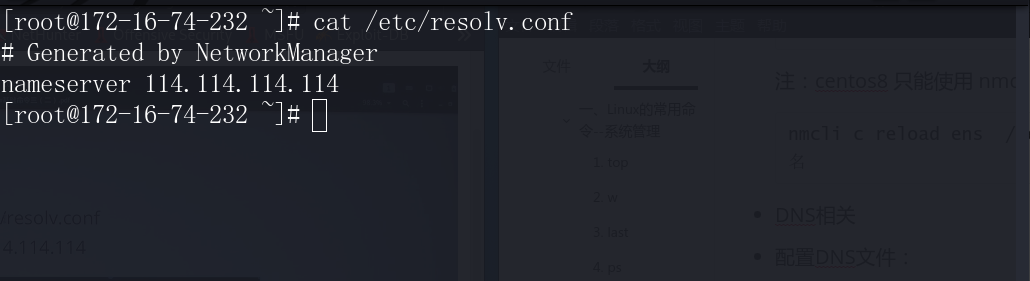 [root@172-16-74-232 ~]# cat /etc/resolv.conf
# Generated by NetworkManager
nameserver 114.114.114.114
[root@172-16-74-232 ~]#
文件
大纲
一、Linux的常用命
令--系统管理
1 top
2 w
3 last
4 ps
注：centos8 只能使用 nmc
nmcli c reload ens /
名
DNS相关
配置DNS文件：
/resolv.conf
4.114.114